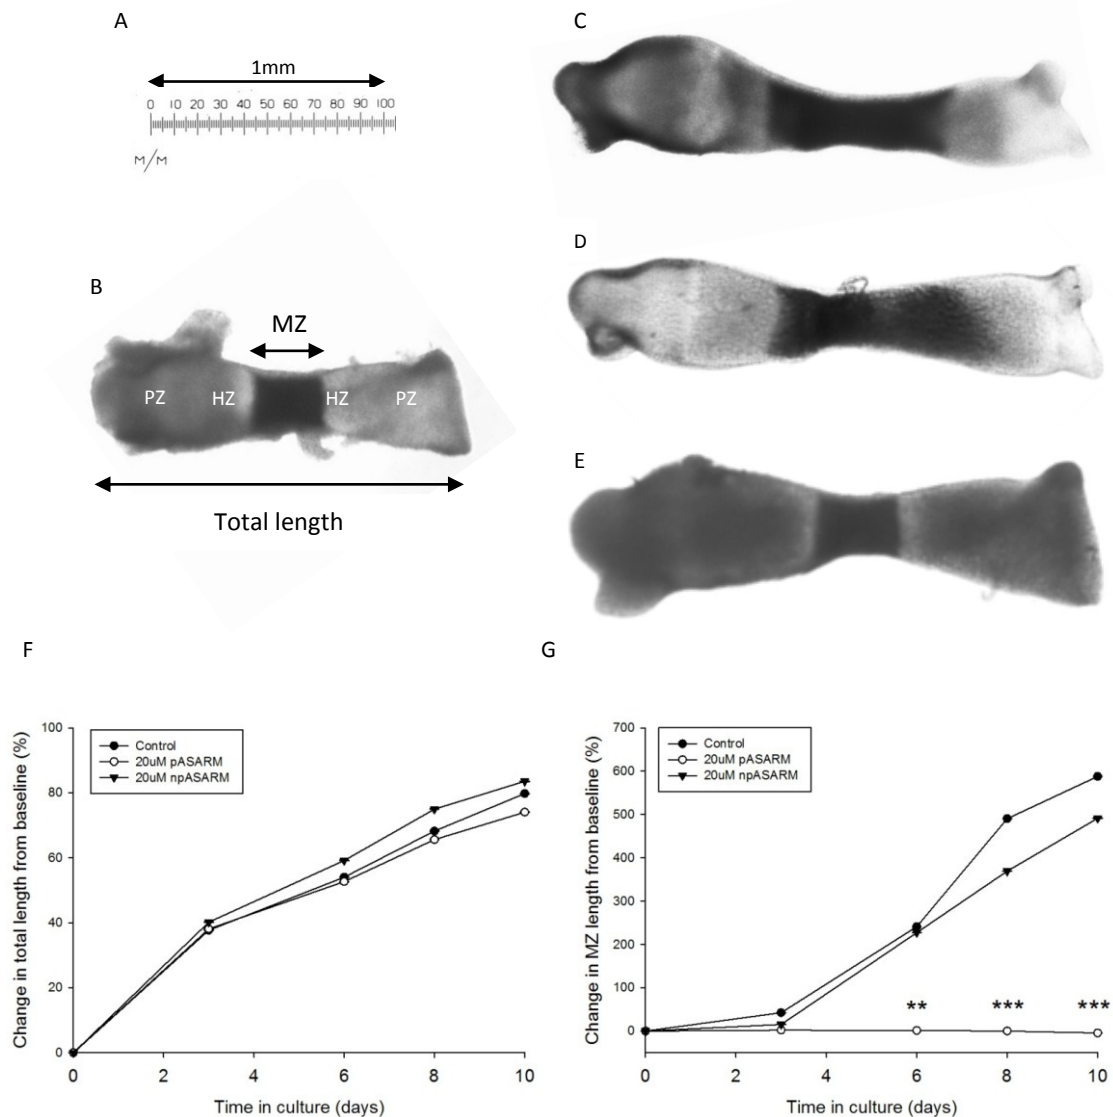 A
1mm
0 10 20 30 40 50 60 70 80 90 100
M/M
B
MZ
PZ HZ HZ PZ
Total length
C
D
E
F
Change in total length from baseline (%)
100
80
60
40
20
0
Control
20uM pASARM
20uM npASARM
0 2 4 6 8 10
Time in culture (days)
G
Change in MZ length from baseline (%)
700
600
500
400
300
200
100
0
Control
20uM pASARM
20uM npASARM
** *** ***
0 2 4 6 8 10
Time in culture (days)